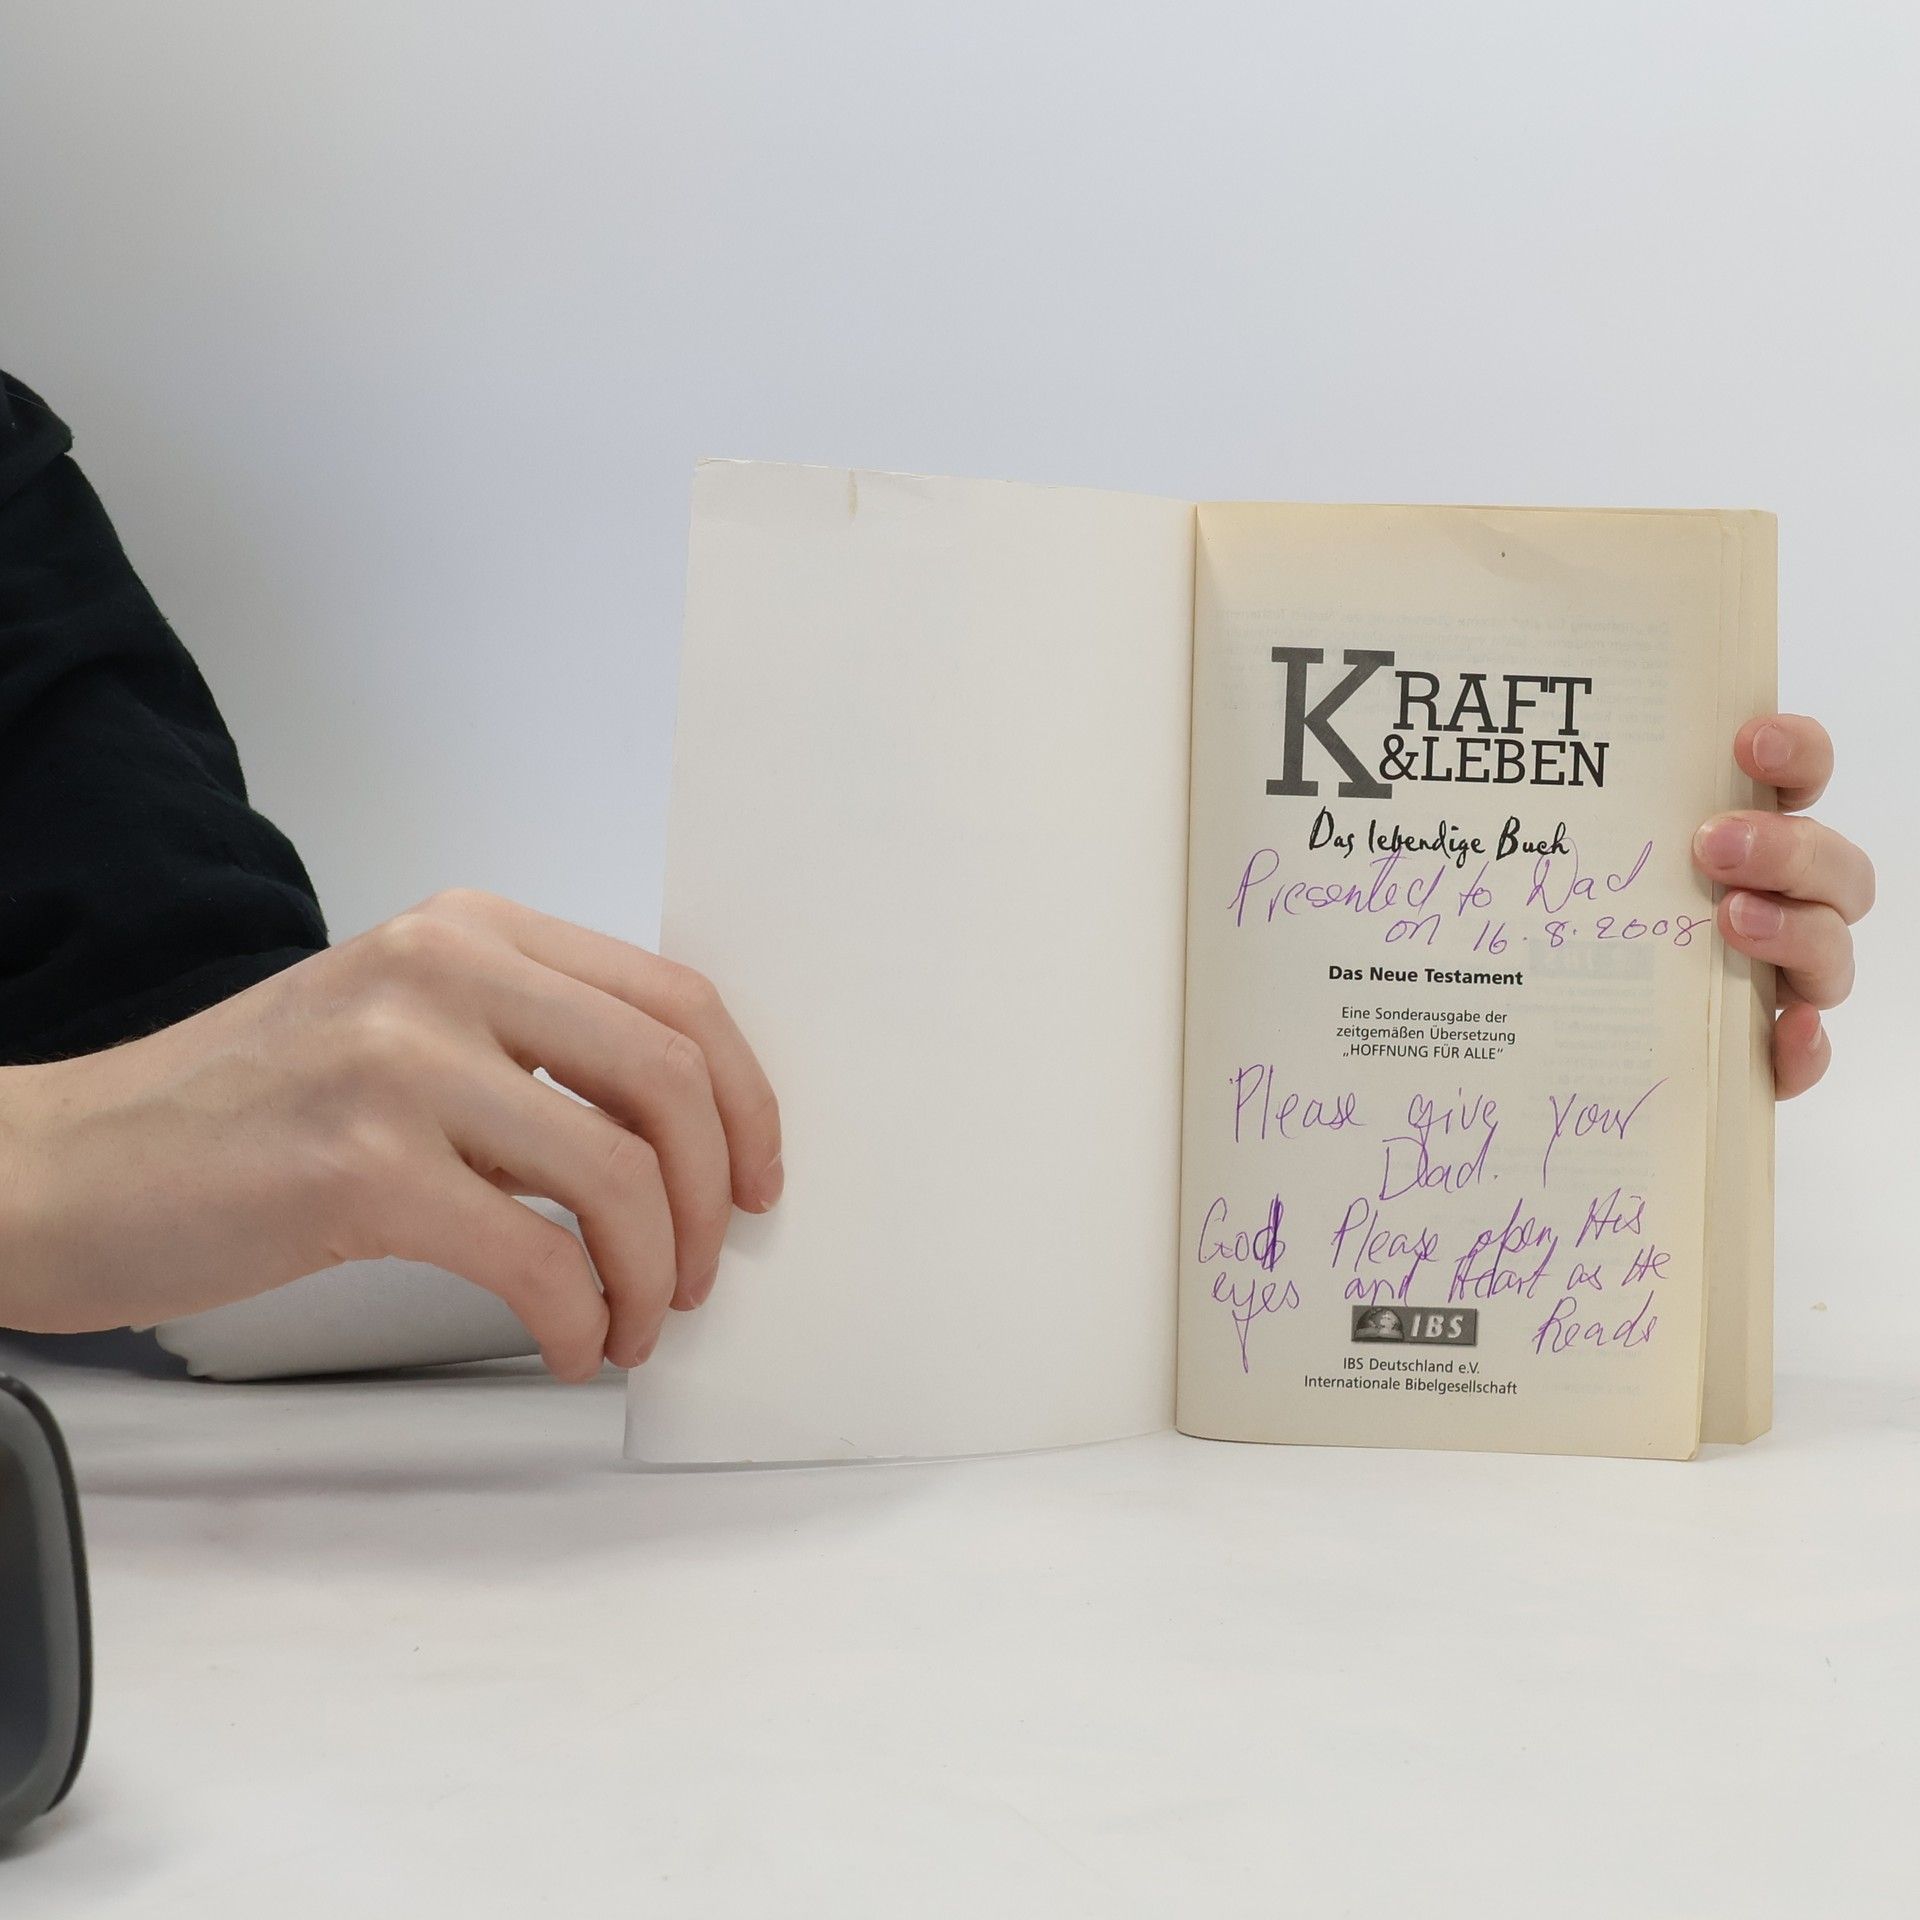 KRAFT
&LEBEN
Das lebendige Buch
Presented to Dad
on 16.8.2008
Das Neue Testament
Eine Sonderausgabe der
zeitgemäßen Übersetzung
„HOFFNUNG FÜR ALLE“
Please give your
Dad.
God Please open His
eyes and Heart as He
Reads
IBS
IBS Deutschland e.V.
Internationale Bibelgesellschaft